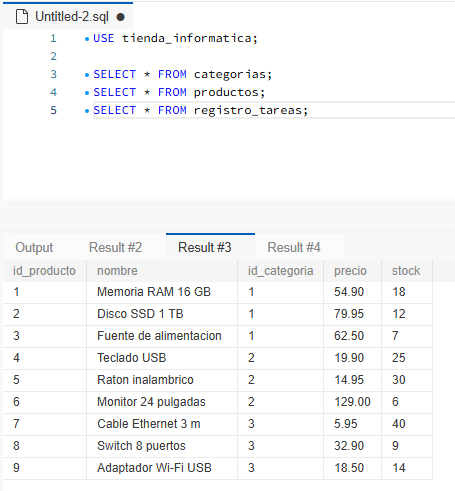 Untitled-2.sql
1 USE tienda_informatica;
2
3 SELECT * FROM categorias;
4 SELECT * FROM productos;
5 SELECT * FROM registro_tareas;
Output Result #2 Result #3 Result #4
id_producto nombre id_categoria precio stock
1 Memoria RAM 16 GB 1 54.90 18
2 Disco SSD 1 TB 1 79.95 12
3 Fuente de alimentacion 1 62.50 7
4 Teclado USB 2 19.90 25
5 Raton inalambrico 2 14.95 30
6 Monitor 24 pulgadas 2 129.00 6
7 Cable Ethernet 3 m 3 5.95 40
8 Switch 8 puertos 3 32.90 9
9 Adaptador Wi-Fi USB 3 18.50 14